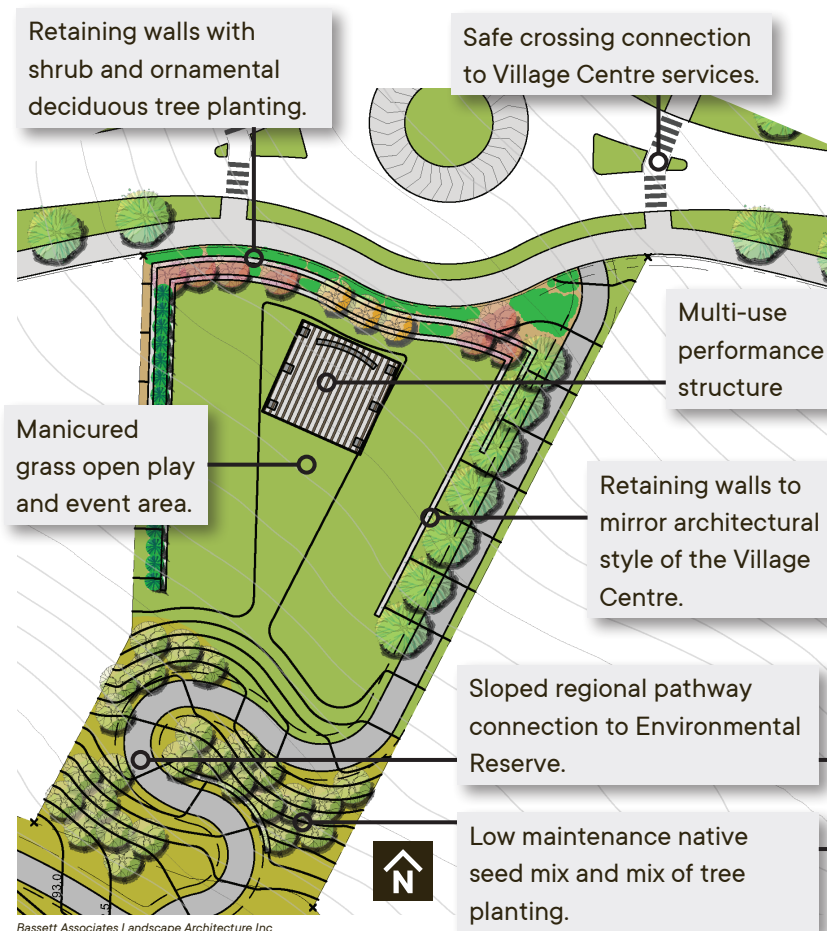 Retaining walls with
shrub and ornamental
deciduous tree planting.
Safe crossing connection
to Village Centre services.
Multi-use
performance
structure
Manicured
grass open play
and event area.
Retaining walls to
mirror architectural
style of the Village
Centre.
Sloped regional pathway
connection to Environmental
Reserve.
Low maintenance native
seed mix and mix of tree
planting.
N
93.0
.5
Bassett Associates Landscape Architecture Inc